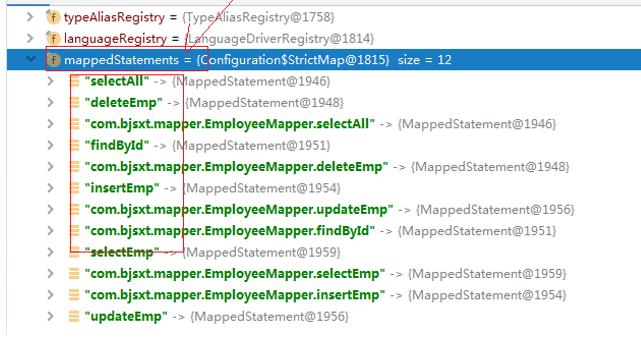 typeAliasRegistry = {TypeAliasRegistry@1758}
languageRegistry = {LanguageDriverRegistry@1814}
mappedStatements = {Configuration$StrictMap@1815} size = 12
"selectAll" -> {MappedStatement@1946}
"deleteEmp" -> {MappedStatement@1948}
"com.bjsxt.mapper.EmployeeMapper.selectAll" -> {MappedStatement@1946}
"findById" -> {MappedStatement@1951}
"com.bjsxt.mapper.EmployeeMapper.deleteEmp" -> {MappedStatement@1948}
"insertEmp" -> {MappedStatement@1954}
"com.bjsxt.mapper.EmployeeMapper.updateEmp" -> {MappedStatement@1956}
"com.bjsxt.mapper.EmployeeMapper.findById" -> {MappedStatement@1951}
"selectEmp" -> {MappedStatement@1959}
"com.bjsxt.mapper.EmployeeMapper.selectEmp" -> {MappedStatement@1959}
"com.bjsxt.mapper.EmployeeMapper.insertEmp" -> {MappedStatement@1954}
"updateEmp" -> {MappedStatement@1956}